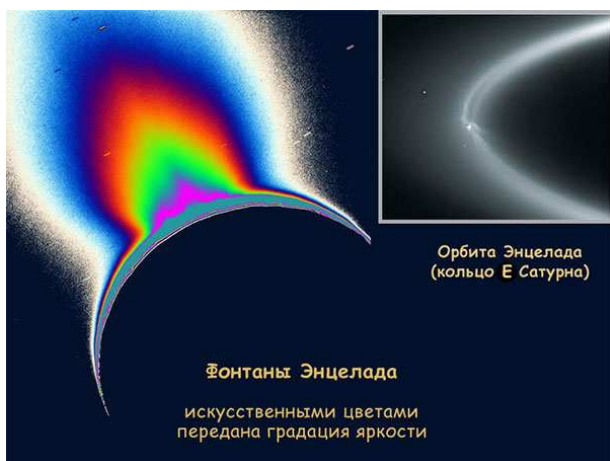 Орбита Энцелада
(кольцо Е Сатурна)
Фонтаны Энцелада
искусственными цветами
передана градация яркости